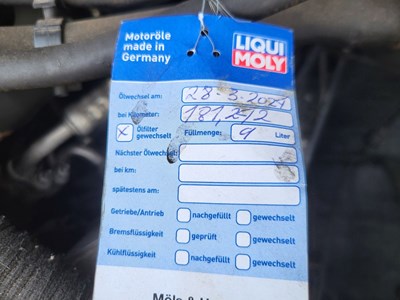 Motoröle
made in
Germany
LIQUI
MOLY
Ölwechsel am: 28-3-2021
bei Kilometer: 181,252
x Ölfilter gewechselt Füllmenge: 9 Liter
Nächster Ölwechsel
bei km:
spätestens am:
Getriebe/Antrieb nachgefüllt gewechselt
Bremsflüssigkeit geprüft gewechselt
Kühlflüssigkeit nachgefüllt gewechselt